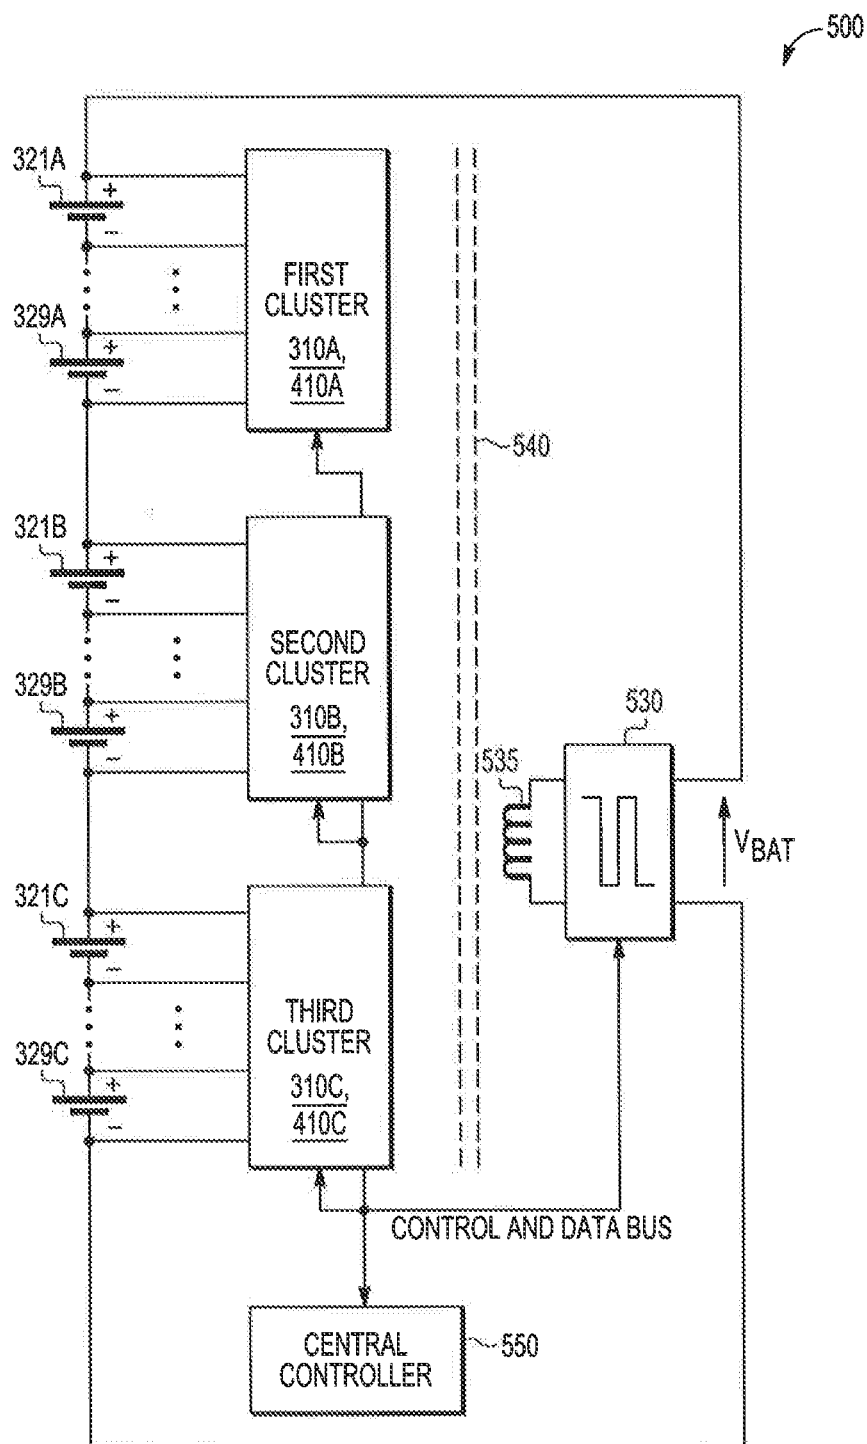 500
321A
+
−
329A
+
−
FIRST
CLUSTER
310A,
410A
540
321B
+
−
329B
+
−
SECOND
CLUSTER
310B,
410B
530
535
VBAT
321C
+
−
329C
+
−
THIRD
CLUSTER
310C,
410C
CONTROL AND DATA BUS
CENTRAL
CONTROLLER
550